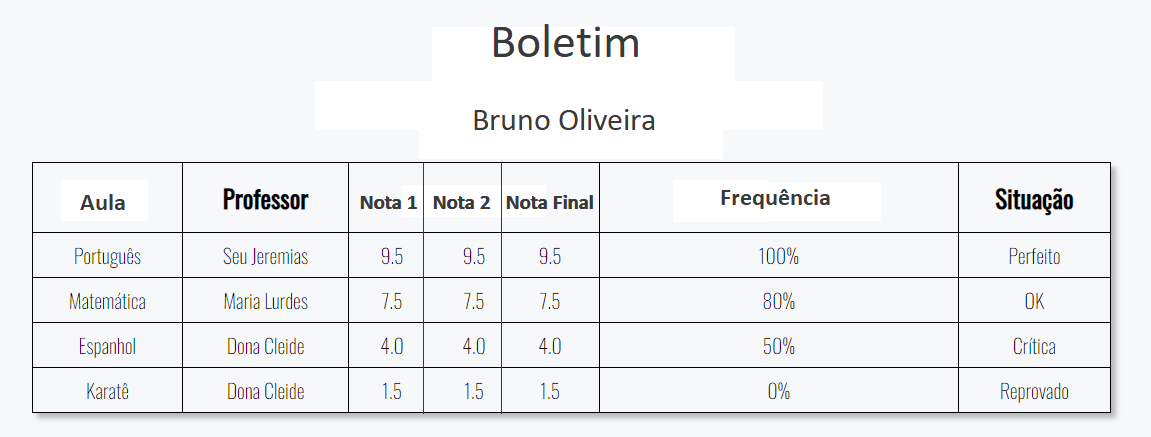 Boletim
Bruno Oliveira
Aula Professor Nota 1 Nota 2 Nota Final Frequência Situação
Português Seu Jeremias 9.5 9.5 9.5 100% Perfeito
Matemática Maria Lurdes 7.5 7.5 7.5 80% OK
Espanhol Dona Cleide 4.0 4.0 4.0 50% Crítica
Karatê Dona Cleide 1.5 1.5 1.5 0% Reprovado